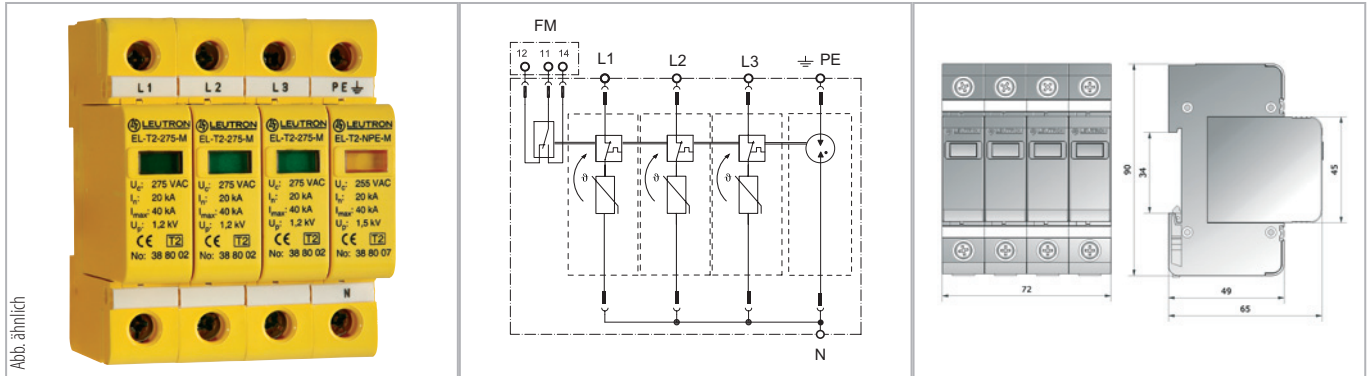 Abb. ähnlich
L1 L2 L3 PE
LEUTRON LEUTRON LEUTRON LEUTRON
EL-T2-275-M EL-T2-275-M EL-T2-275-M EL-T2-NPE-M
Uc: 275 VAC Uc: 275 VAC Uc: 275 VAC Uc: 255 VAC
In: 20 kA In: 20 kA In: 20 kA In: 20 kA
Imax: 40 kA Imax: 40 kA Imax: 40 kA Imax: 40 kA
Up: 1,2 kV Up: 1,2 kV Up: 1,2 kV Up: 1,5 kV
CE T2 CE T2 CE T2 CE T2
No: 38 80 02 No: 38 80 02 No: 38 80 02 No: 38 80 07
N
FM
12 11 14
L1 L2 L3 PE
ϑ ϑ ϑ
N
LEUTRON LEUTRON LEUTRON LEUTRON
90
34
45
72
49
65